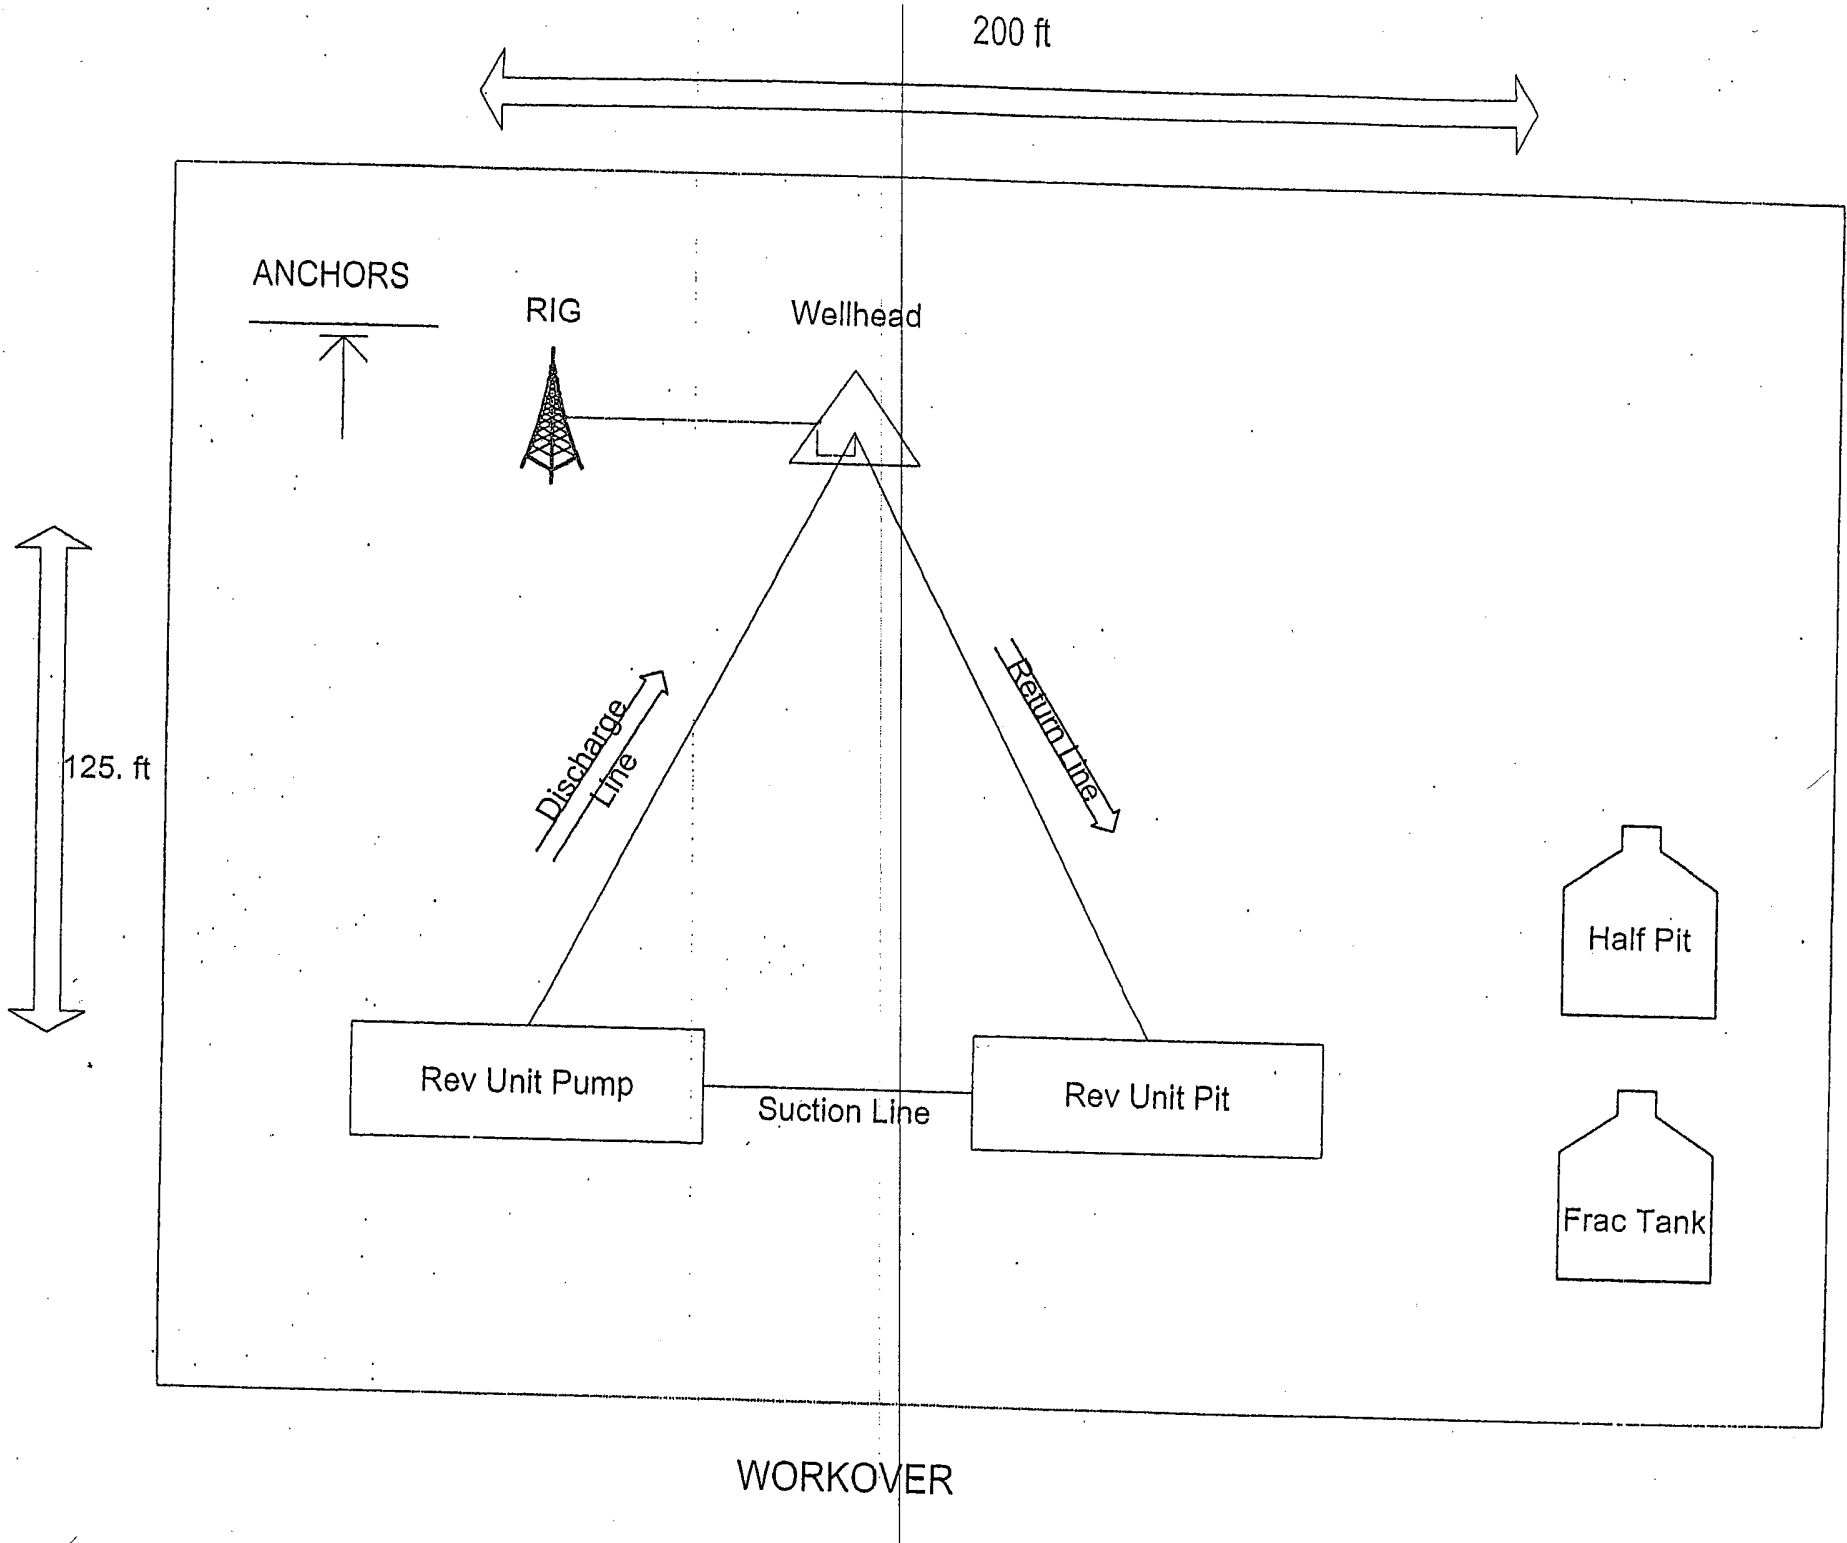 200 ft
ANCHORS
RIG
Wellhead
Discharge
Line
Return Line
125. ft
Half Pit
Rev Unit Pump
Suction Line
Rev Unit Pit
Frac Tank
WORKOVER